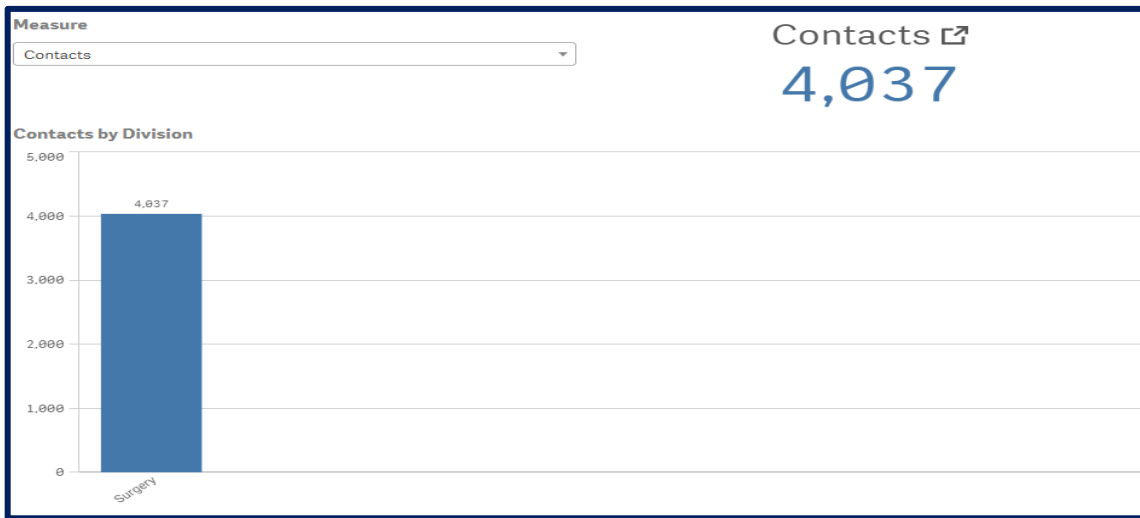 Measure
Contacts
Contacts
4,037
Contacts by Division
5,000
4,037
4,000
3,000
2,000
1,000
0
Surgery